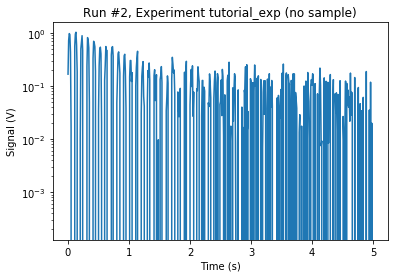 Run #2, Experiment tutorial_exp (no sample)
Signal (V)
10⁰
10⁻¹
10⁻²
10⁻³
0 1 2 3 4 5
Time (s)